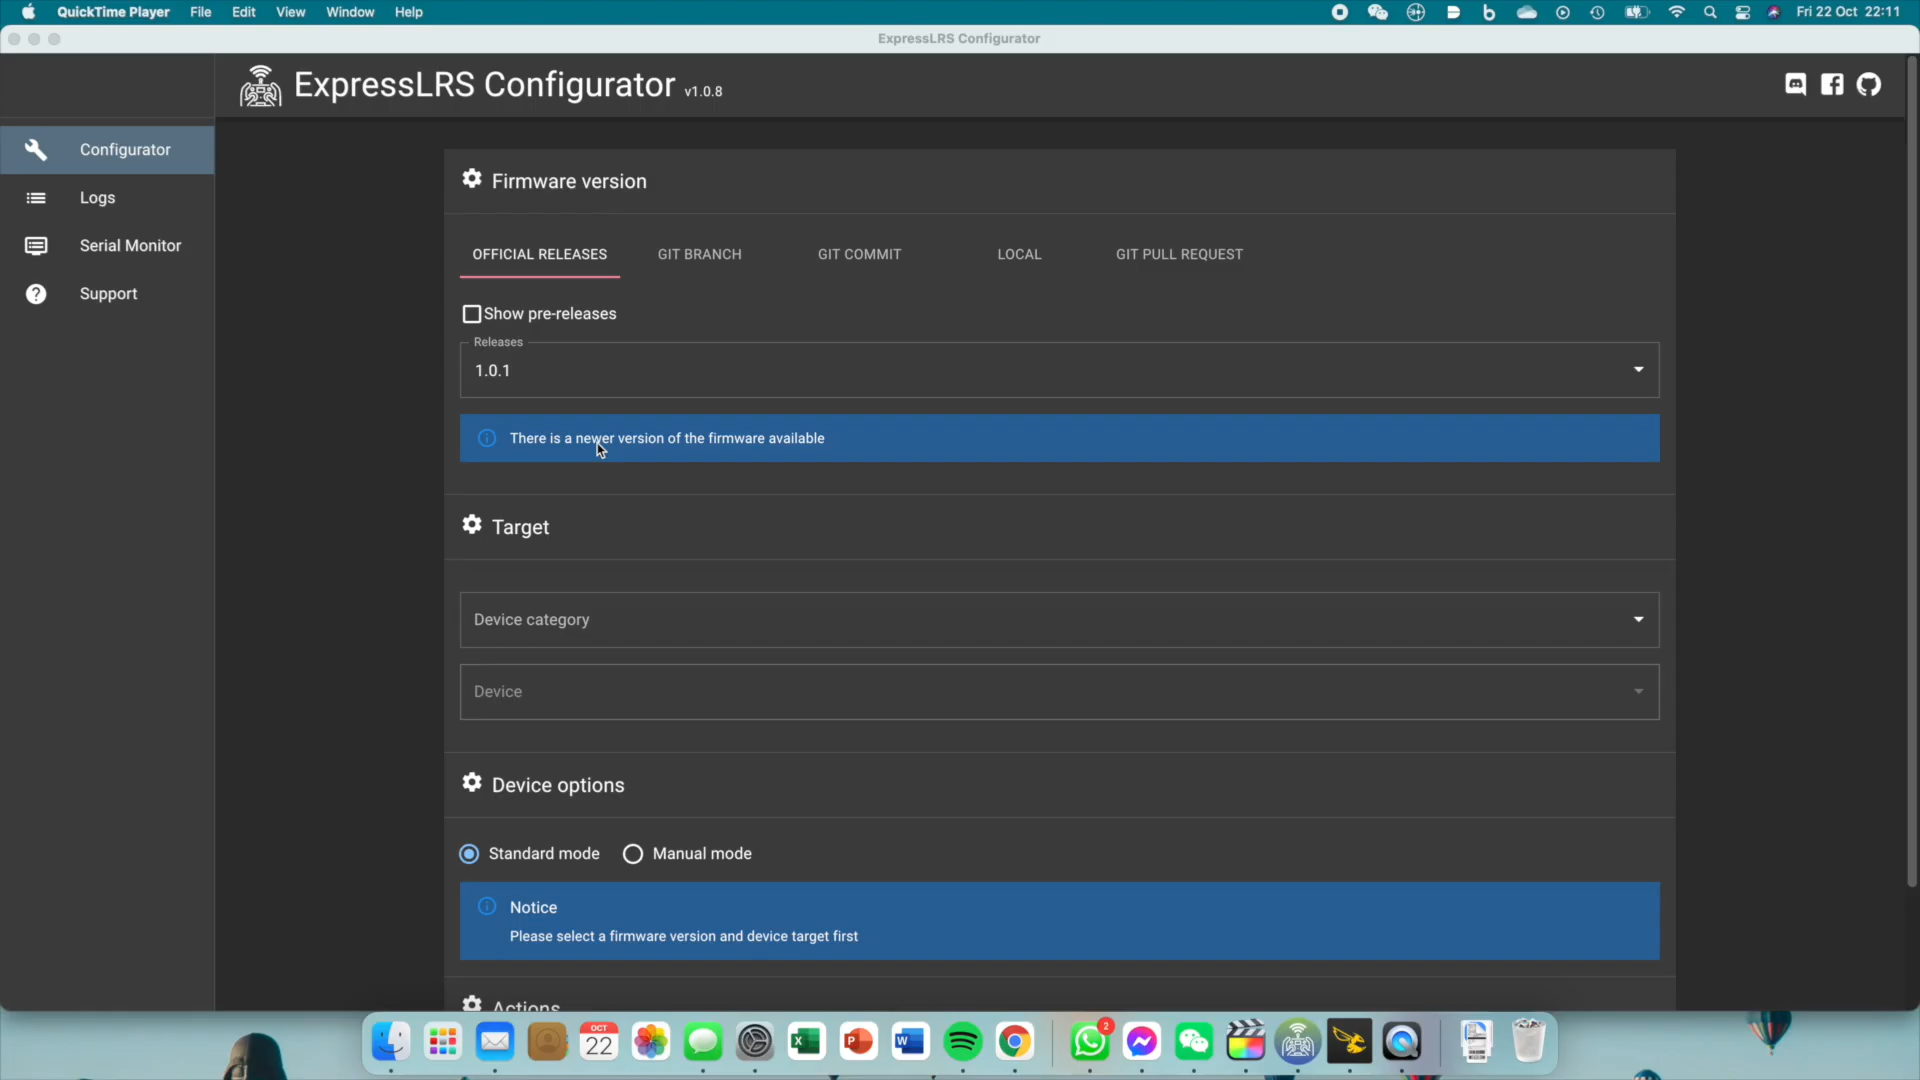 QuickTime Player File Edit View Window Help Fri 22 Oct 22:11
ExpressLRS Configurator
ExpressLRS Configurator v1.0.8
Configurator
Logs
Serial Monitor
Support
Firmware version
OFFICIAL RELEASES GIT BRANCH GIT COMMIT LOCAL GIT PULL REQUEST
Show pre-releases
Releases
1.0.1
There is a newer version of the firmware available
Target
Device category
Device
Device options
Standard mode Manual mode
Notice
Please select a firmware version and device target first
Actions
OCT
22
X
P
W
2